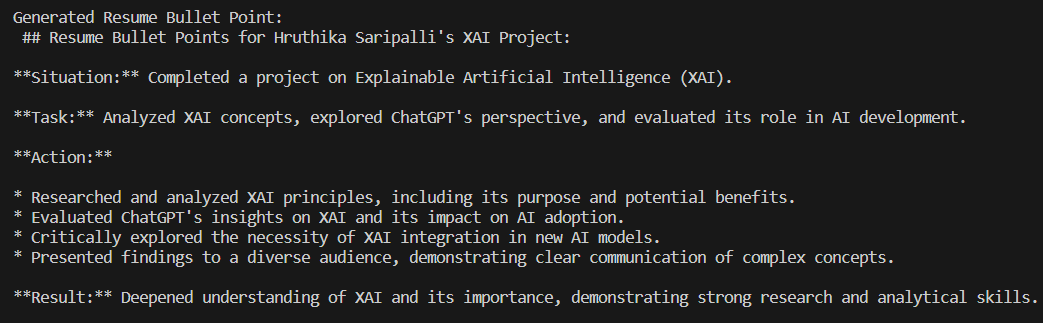 Generated Resume Bullet Point:
## Resume Bullet Points for Hruthika Saripalli's XAI Project:
**Situation:** Completed a project on Explainable Artificial Intelligence (XAI).
**Task:** Analyzed XAI concepts, explored ChatGPT's perspective, and evaluated its role in AI development.
**Action:**
* Researched and analyzed XAI principles, including its purpose and potential benefits.
* Evaluated ChatGPT's insights on XAI and its impact on AI adoption.
* Critically explored the necessity of XAI integration in new AI models.
* Presented findings to a diverse audience, demonstrating clear communication of complex concepts.
**Result:** Deepened understanding of XAI and its importance, demonstrating strong research and analytical skills.